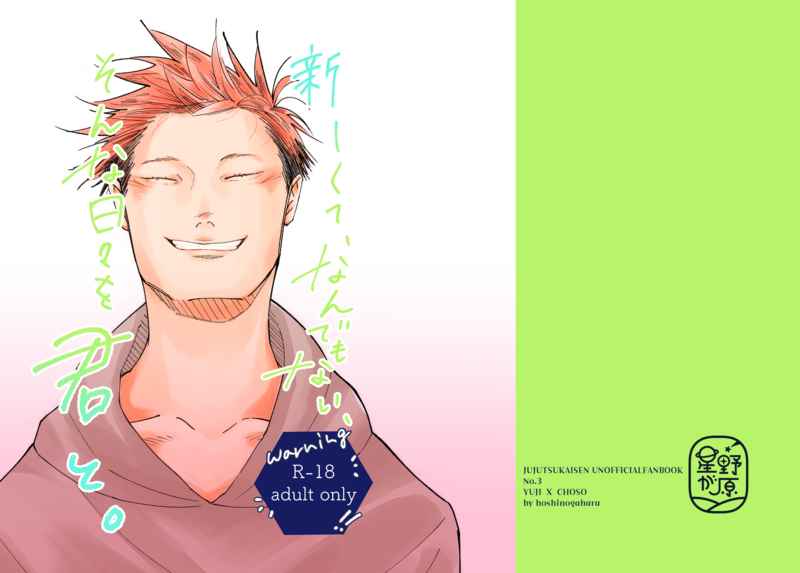 新しくて、なんでもない、
そんな日々を
君と。
warning
R-18
adult only
!!
JUJUTSUKAISEN UNOFFICIALFANBOOK
No.3
YUJI X CHOSO
by hoshinogahara
星野
が原